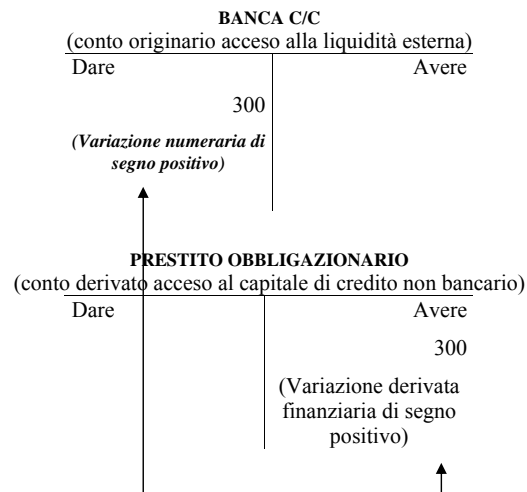 BANCA C/C
(conto originario acceso alla liquidità esterna)
Dare Avere
300
(Variazione numeraria di
segno positivo)
PRESTITO OBBLIGAZIONARIO
(conto derivato acceso al capitale di credito non bancario)
Dare Avere
300
(Variazione derivata
finanziaria di segno
positivo)